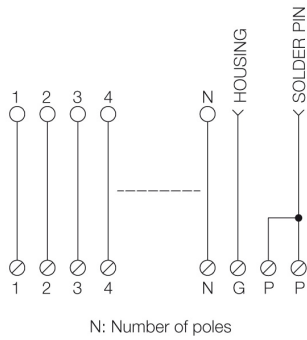 HOUSING
SOLDER PIN
1 2 3 4 N
1 2 3 4 N G P P
N: Number of poles